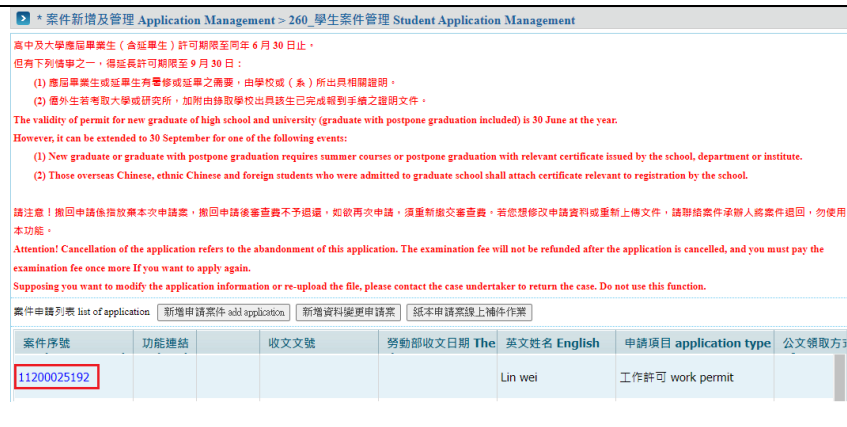 * 案件新增及管理 Application Management > 260_學生案件管理 Student Application Management
高中及大學應屆畢業生（含延畢生）許可期限至同年 6 月 30 日止。
但有下列情事之一，得延長許可期限至 9 月 30 日：
(1) 應屆畢業生或延畢生有暑修或延畢之需要，由學校或（系）所出具相關證明。
(2) 僑外生若考取大學或研究所，加附由錄取學校出具該生已完成報到手續之證明文件。
The validity of permit for new graduate of high school and university (graduate with postpone graduation included) is 30 June at the year.
However, it can be extended to 30 September for one of the following events:
(1) New graduate or graduate with postpone graduation requires summer courses or postpone graduation with relevant certificate issued by the school, department or institute.
(2) Those overseas Chinese, ethnic Chinese and foreign students who were admitted to graduate school shall attach certificate relevant to registration by the school.
請注意！撤回申請係指放棄本次申請案，撤回申請後審查費不予退還，如欲再次申請，須重新繳交審查費。若您想修改申請資料或重新上傳文件，請聯絡案件承辦人將案件退回，勿使用
本功能。
Attention! Cancellation of the application refers to the abandonment of this application. The examination fee will not be refunded after the application is cancelled, and you must pay the
examination fee once more If you want to apply again.
Supposing you want to modify the application information or re-upload the file, please contact the case undertaker to return the case. Do not use this function.
案件申請列表 list of application 新增申請案件 add application 新增資料變更申請案 紙本申請案線上補件作業
案件序號 功能連結 收文文號 勞動部收文日期 The 英文姓名 English 申請項目 application type 公文領取方式
11200025192 Lin wei 工作許可 work permit